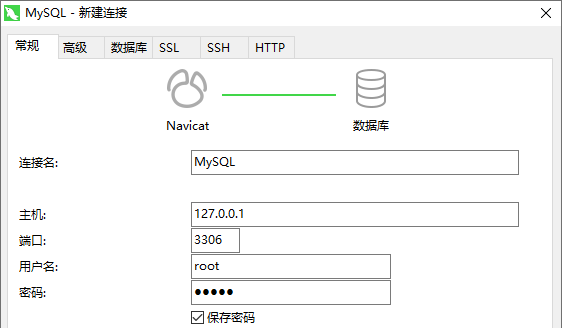 MySQL - 新建连接
常规 高级 数据库 SSL SSH HTTP
Navicat 数据库
连接名: MySQL
主机: 127.0.0.1
端口: 3306
用户名: root
密码: ●●●●●
保存密码